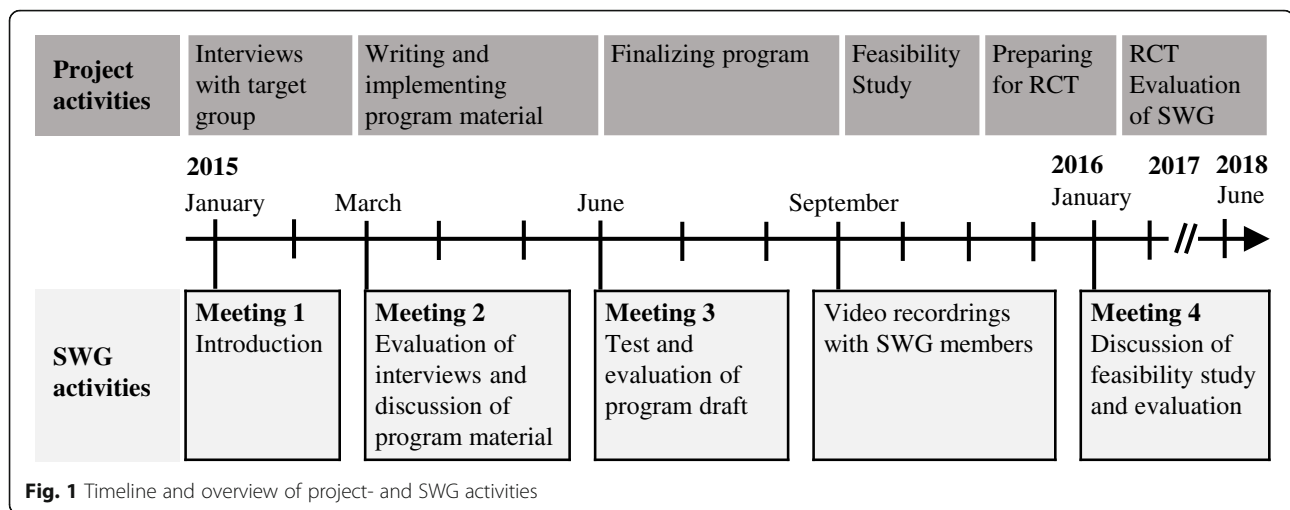 Project
activities
Interviews
with target
group
Writing and
implementing
program material
Finalizing program
Feasibility
Study
Preparing
for RCT
RCT
Evaluation
of SWG
2015
January
March
June
September
2016
January
2017
2018
June
SWG
activities
Meeting 1
Introduction
Meeting 2
Evaluation of
interviews and
discussion of
program material
Meeting 3
Test and
evaluation of
program draft
Video recordrings
with SWG members
Meeting 4
Discussion of
feasibility study
and evaluation
Fig. 1 Timeline and overview of project- and SWG activities